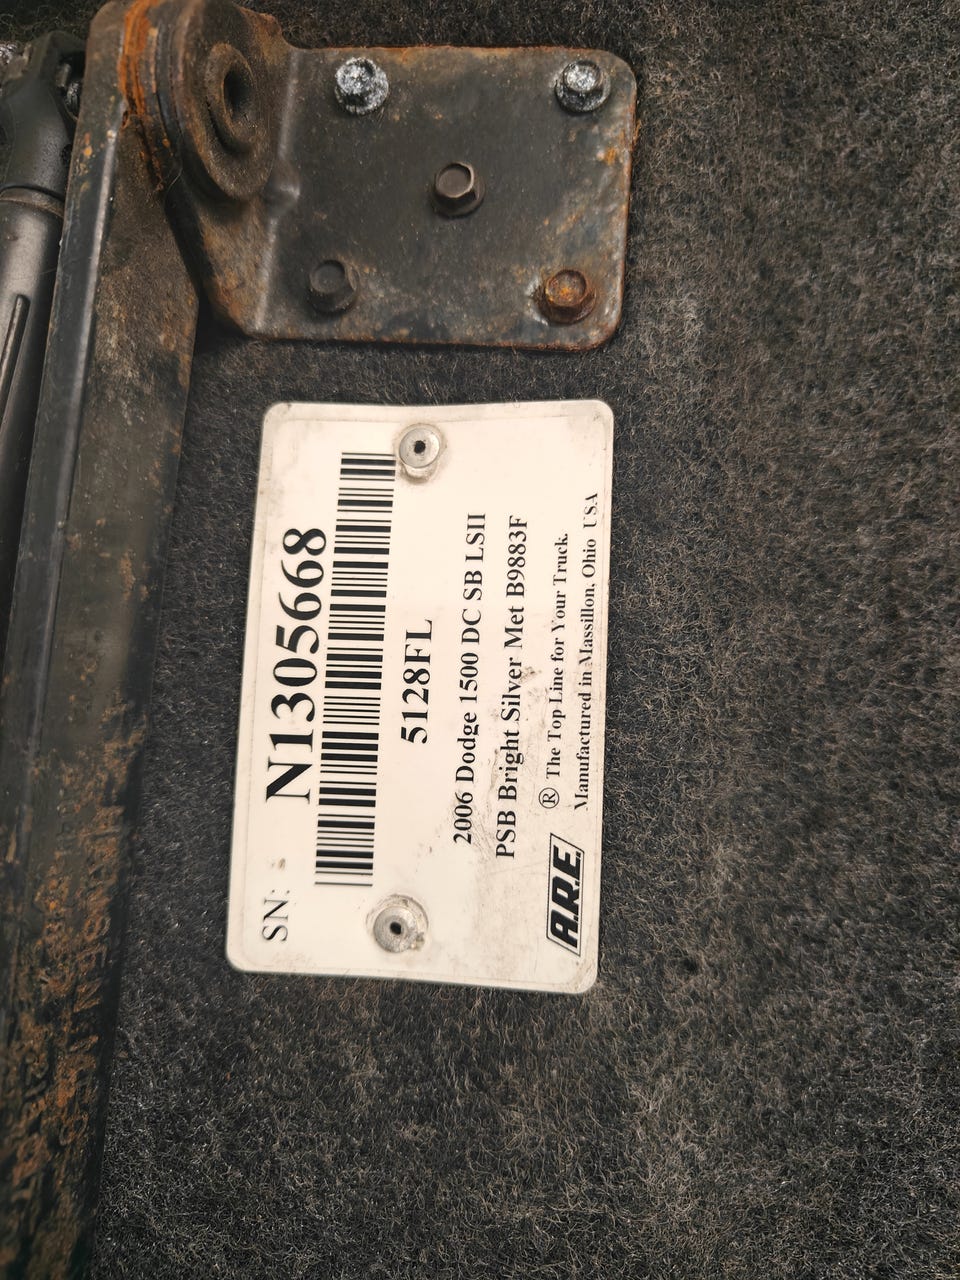 SN: N1305668
5128FL
2006 Dodge 1500 DC SB LSII
PSB Bright Silver Met B9883F
A.R.E. ® The Top Line for Your Truck.
Manufactured in Massillon, Ohio USA